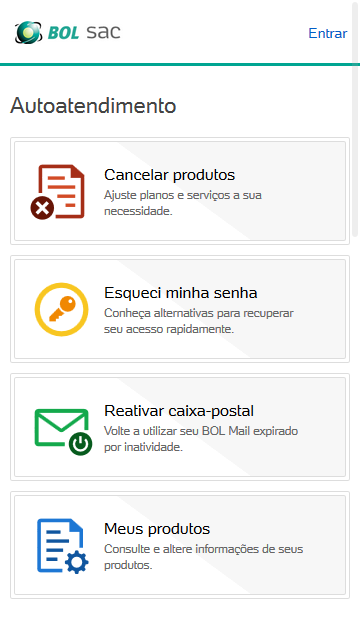 BOL sac
Entrar
Autoatendimento
Cancelar produtos
Ajuste planos e serviços a sua
necessidade.
Esqueci minha senha
Conheça alternativas para recuperar
seu acesso rapidamente.
Reativar caixa-postal
Volte a utilizar seu BOL Mail expirado
por inatividade.
Meus produtos
Consulte e altere informações de seus
produtos.